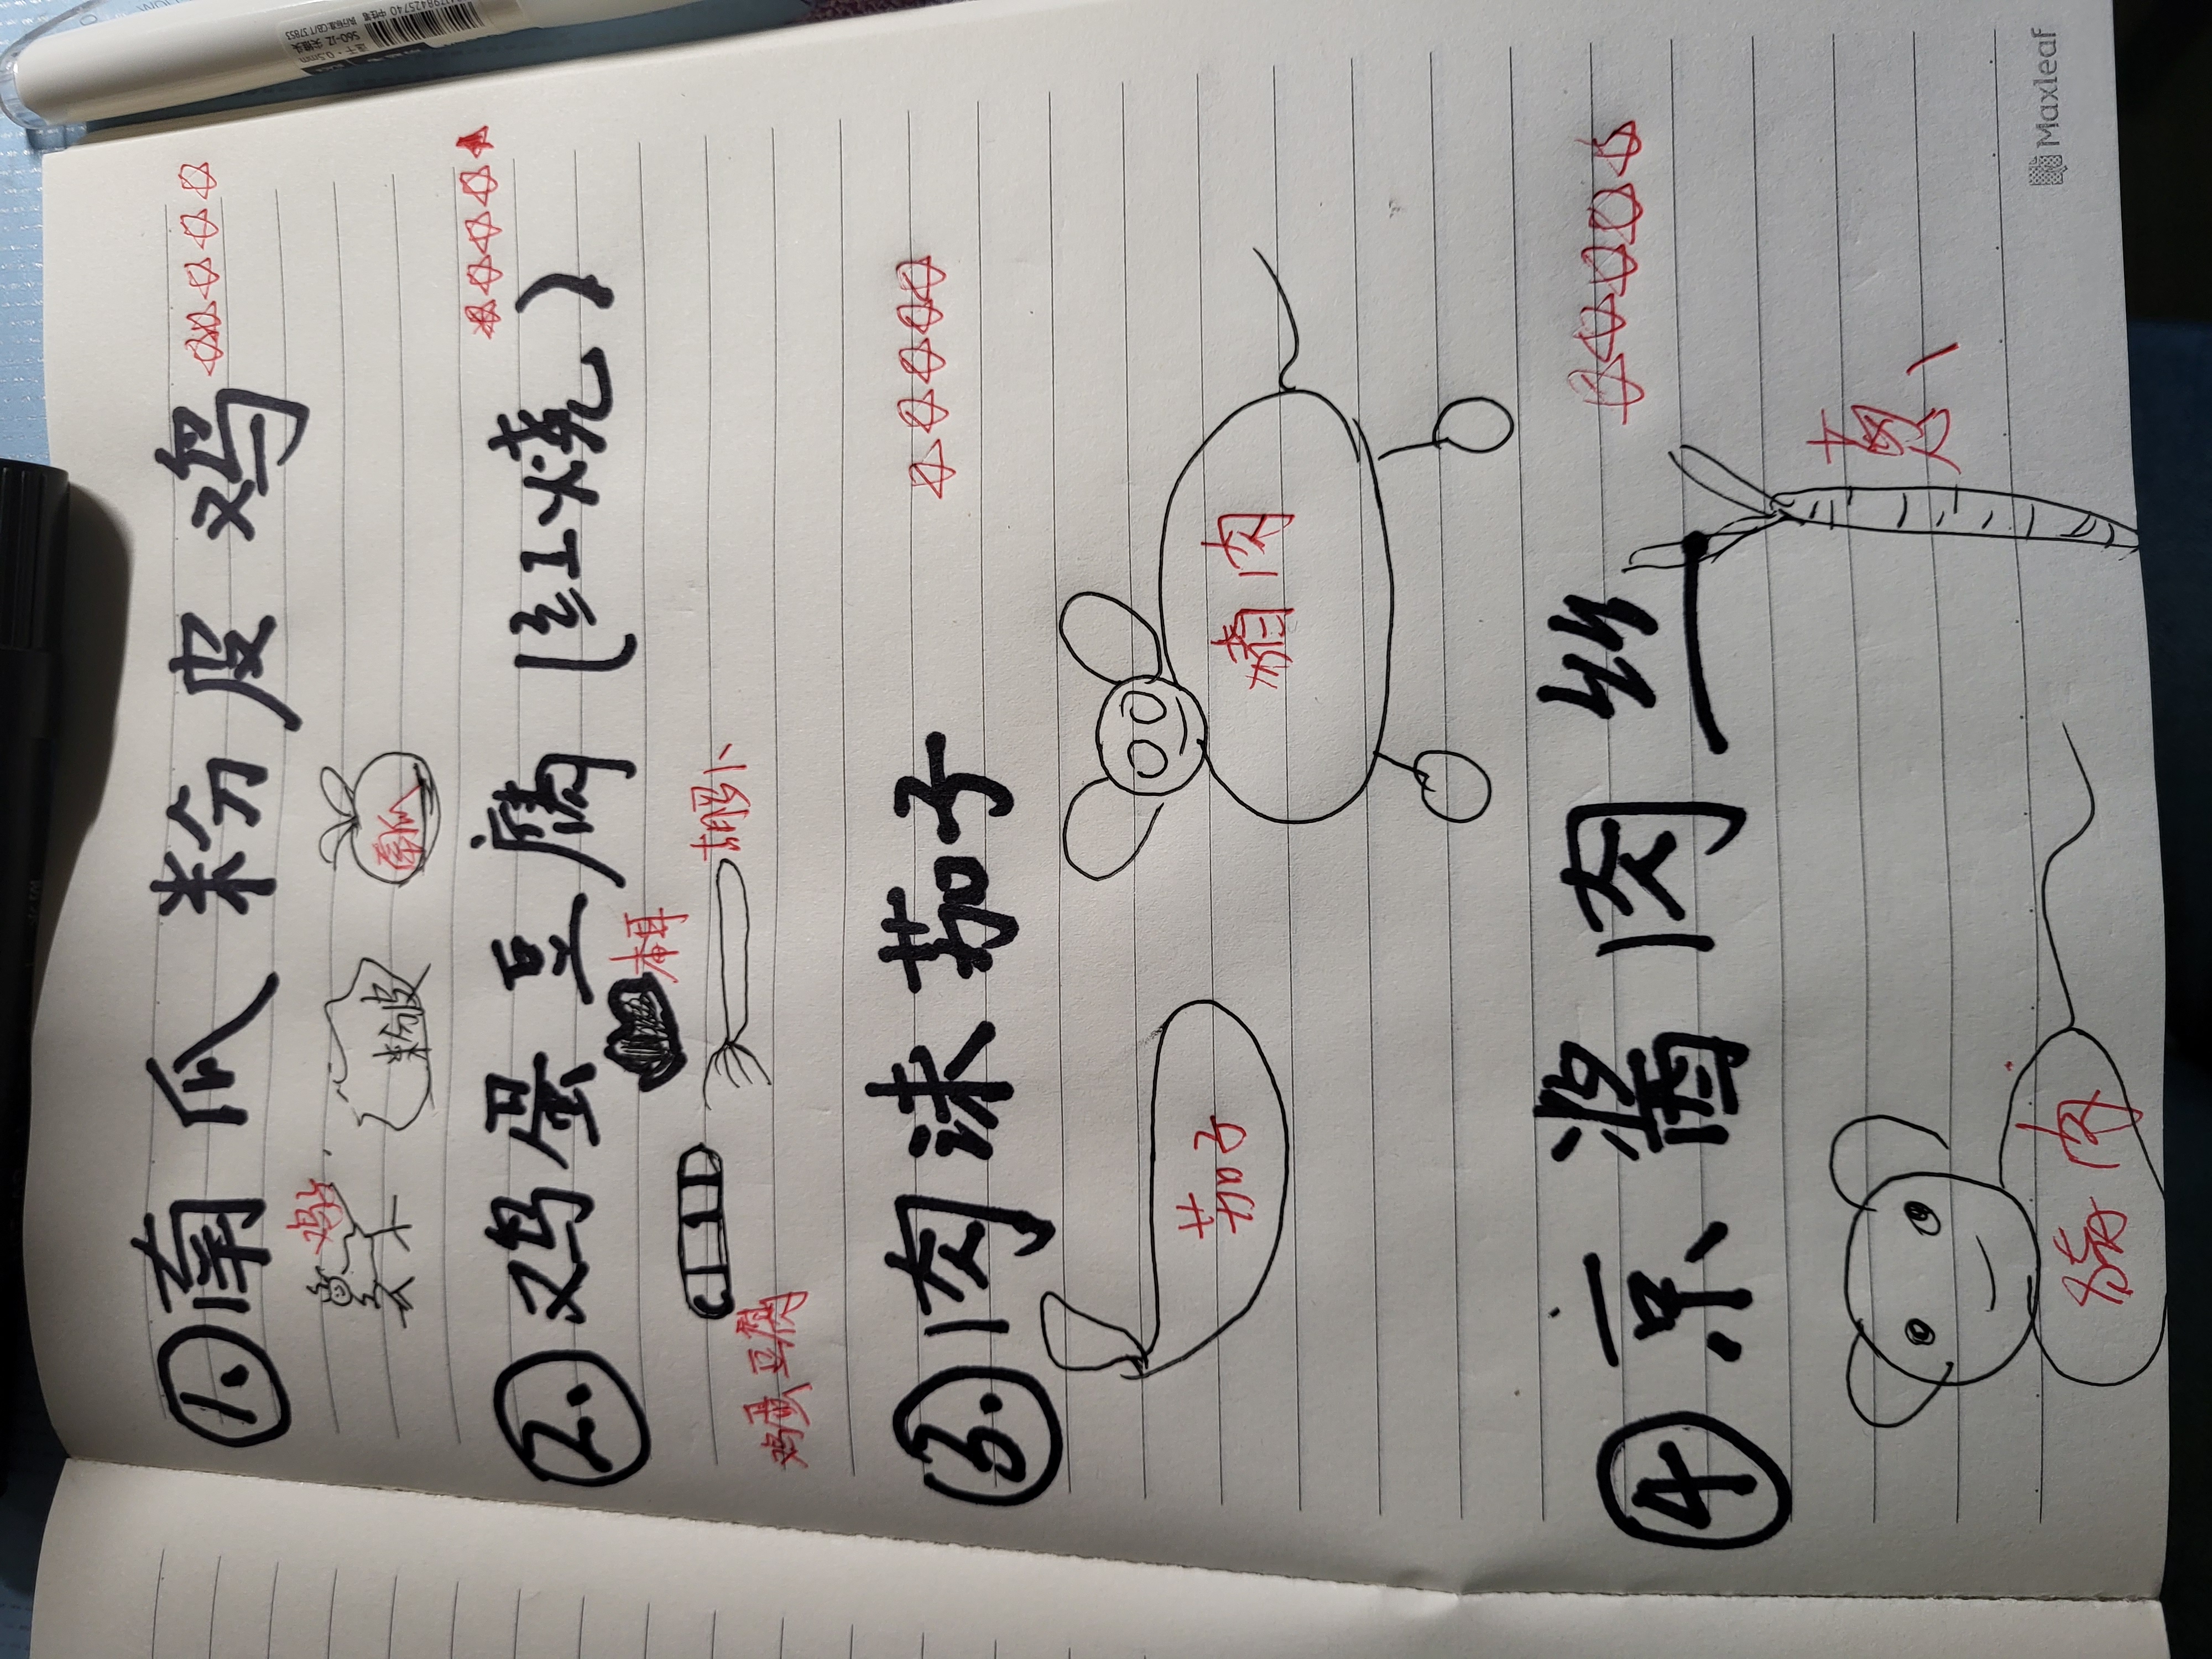 1.南瓜粉皮鸡 ☆☆☆☆☆
鸡子
粉皮
南瓜
2.鸡蛋豆腐(红烧) ☆☆☆☆☆
木耳
胡萝卜
鸡蛋豆腐
3.肉沫茄子 ☆☆☆☆☆
茄子
猪肉
4 京酱肉丝 ☆☆☆☆☆
葱
猪肉
Maxleaf